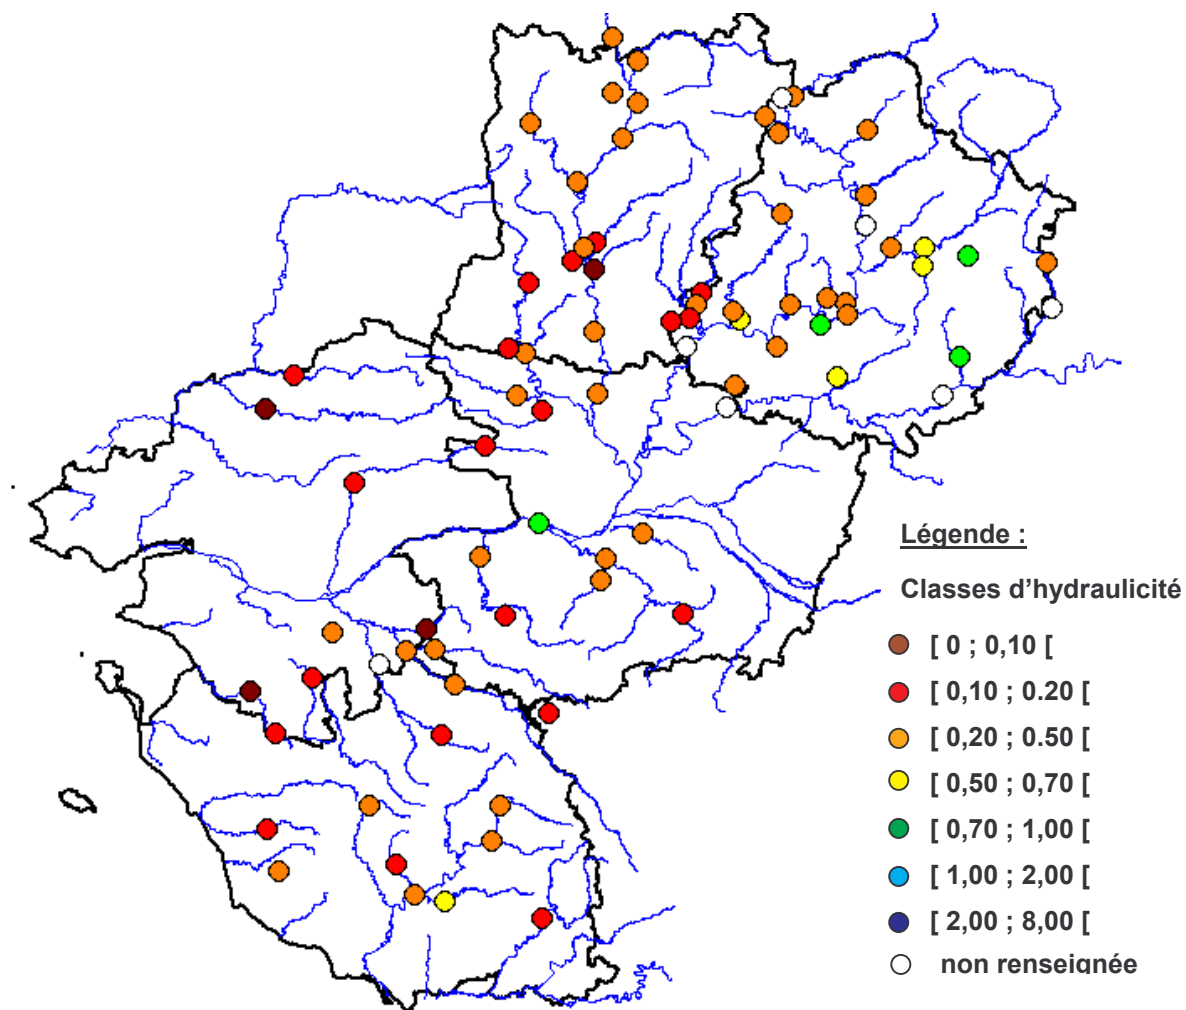 Légende :
Classes d’hydraulicité
[ 0 ; 0,10 [
[ 0,10 ; 0.20 [
[ 0,20 ; 0.50 [
[ 0,50 ; 0,70 [
[ 0,70 ; 1,00 [
[ 1,00 ; 2,00 [
[ 2,00 ; 8,00 [
non renseignée